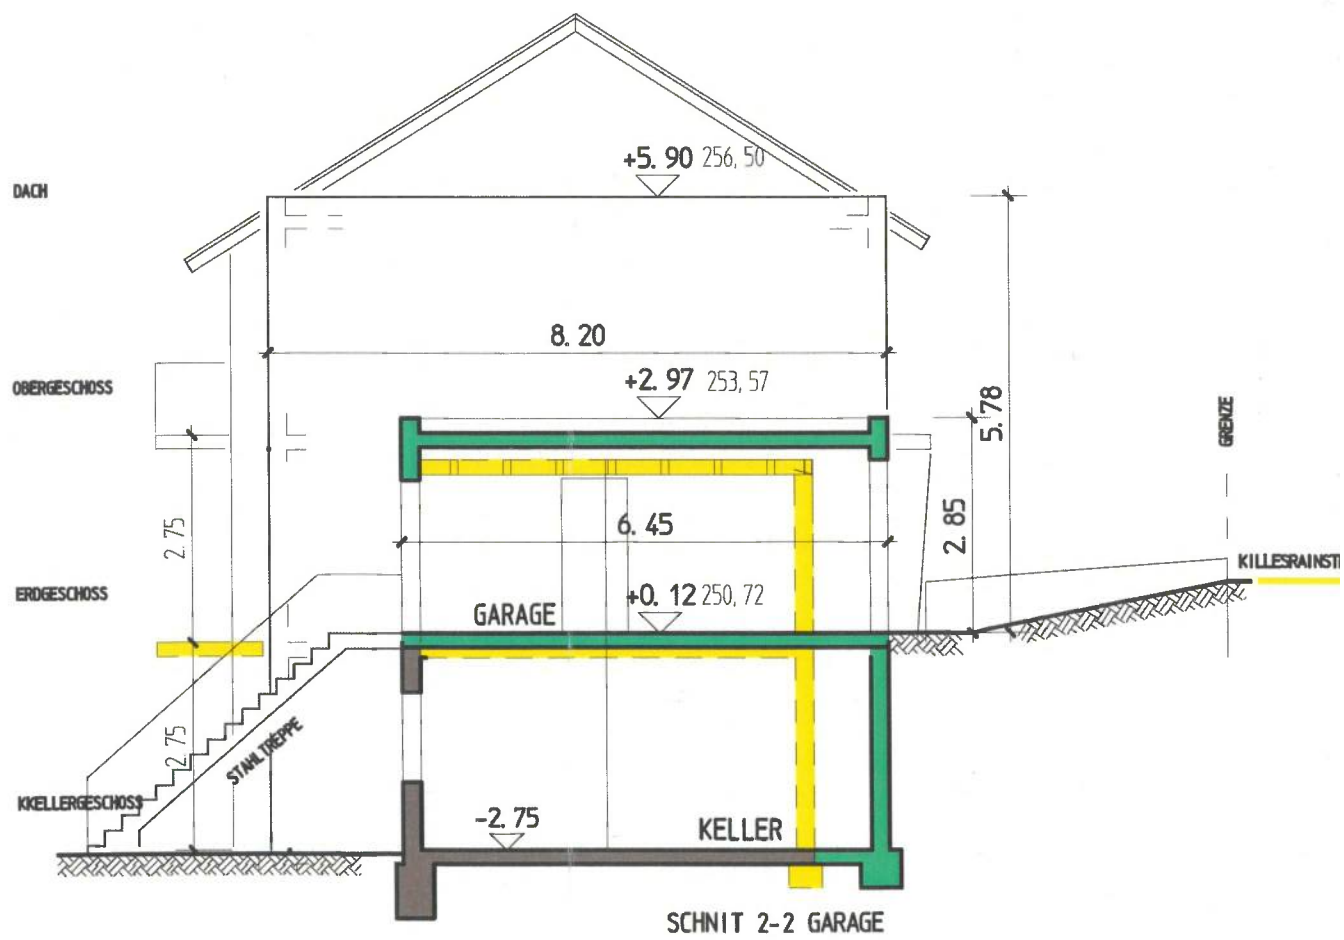 +5.90 256,50
DACH
8.20
+2.97 253,57
OBERGESCHOSS
5.78
GRENZE
2.75
6.45
2.85
KILLESRAINST
ERDGESCHOSS
+0.12 250,72
GARAGE
2.75
STAHLTREPPE
KKELLERGESCHOSS
-2.75
KELLER
SCHNIT 2-2 GARAGE